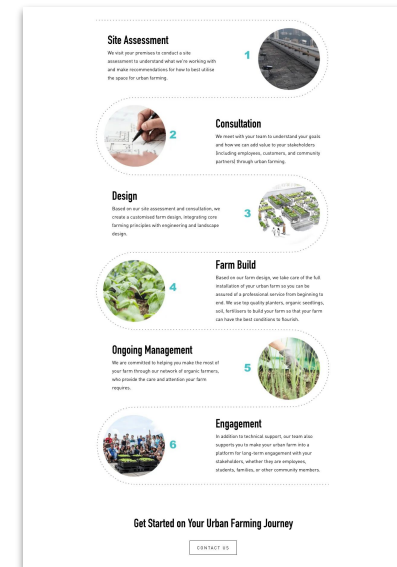 Site Assessment
We visit your premises to conduct a site
assessment to understand what we're working with
and make recommendations for how to best utilise
the space for urban farming.
1
2
Consultation
We meet with your team to understand your goals
and how we can add value to your stakeholders
(including employees, customers, and community
partners) through urban farming.
Design
Based on our site assessment and consultation, we
create a customised farm design, integrating core
farming principles with engineering and landscape
design.
3
4
Farm Build
Based on our farm design, we take care of the full
installation of your urban farm so you can be
assured of a professional service from beginning to
end. We use top quality planters, organic seedlings,
soil, fertilisers to build your farm so that your farm
can have the best conditions to flourish.
Ongoing Management
We are committed to helping you make the most of
your farm through our network of organic farmers,
who provide the care and attention your farm
requires.
5
6
Engagement
In addition to technical support, our team also
supports you to make your urban farm into a
platform for long-term engagement with your
stakeholders, whether they are employees,
students, families, or other community members.
Get Started on Your Urban Farming Journey
CONTACT US